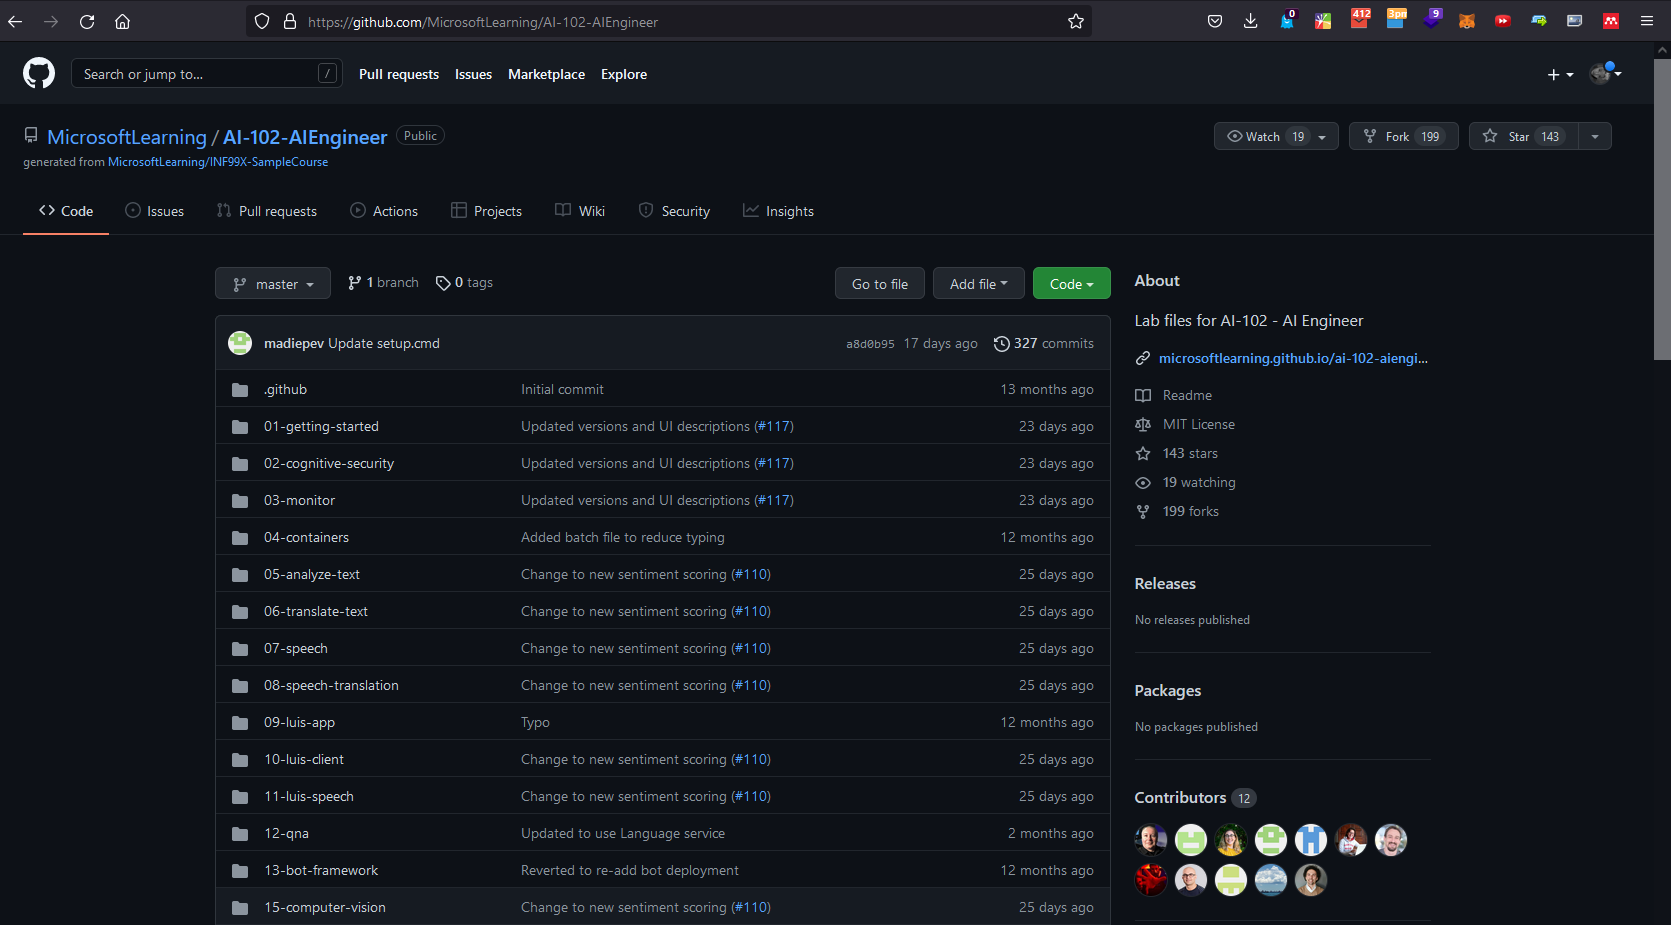 https://github.com/MicrosoftLearning/AI-102-AIEngineer
0
412
3pm
9
Search or jump to...
/
Pull requests
Issues
Marketplace
Explore
MicrosoftLearning / AI-102-AIEngineer
Public
Watch 19
Fork 199
Star 143
generated from MicrosoftLearning/INF99X-SampleCourse
Code
Issues
Pull requests
Actions
Projects
Wiki
Security
Insights
master
1 branch
0 tags
Go to file
Add file
Code
madiepev Update setup.cmd a8d0b95 17 days ago 327 commits
.github Initial commit 13 months ago
01-getting-started Updated versions and UI descriptions (#117) 23 days ago
02-cognitive-security Updated versions and UI descriptions (#117) 23 days ago
03-monitor Updated versions and UI descriptions (#117) 23 days ago
04-containers Added batch file to reduce typing 12 months ago
05-analyze-text Change to new sentiment scoring (#110) 25 days ago
06-translate-text Change to new sentiment scoring (#110) 25 days ago
07-speech Change to new sentiment scoring (#110) 25 days ago
08-speech-translation Change to new sentiment scoring (#110) 25 days ago
09-luis-app Typo 12 months ago
10-luis-client Change to new sentiment scoring (#110) 25 days ago
11-luis-speech Change to new sentiment scoring (#110) 25 days ago
12-qna Updated to use Language service 2 months ago
13-bot-framework Reverted to re-add bot deployment 12 months ago
15-computer-vision Change to new sentiment scoring (#110) 25 days ago
About
Lab files for AI-102 - AI Engineer
microsoftlearning.github.io/ai-102-aiengi...
Readme
MIT License
143 stars
19 watching
199 forks
Releases
No releases published
Packages
No packages published
Contributors 12